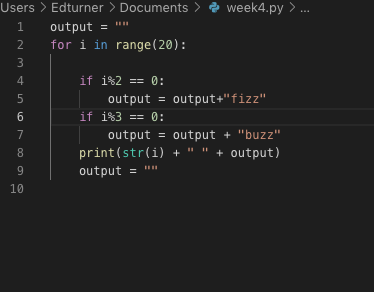 Users > Edturner > Documents > week4.py > ...
1 output = ""
2 for i in range(20):
3
4     if i%2 == 0:
5         output = output+"fizz"
6     if i%3 == 0:
7         output = output + "buzz"
8     print(str(i) + " " + output)
9     output = ""
10